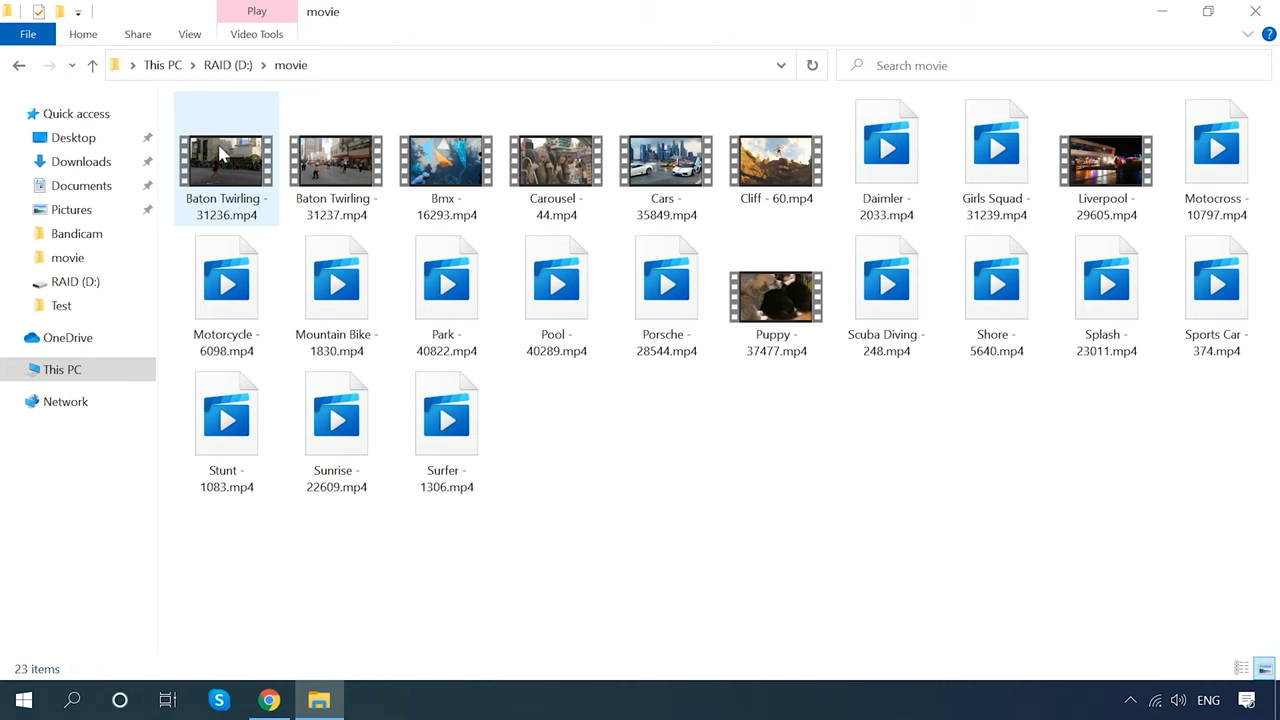 Play
movie
File
Home
Share
View
Video Tools
?
This PC
RAID (D:)
movie
Search movie
Quick access
Desktop
Downloads
Documents
Pictures
Bandicam
movie
RAID (D:)
Test
OneDrive
This PC
Network
Baton Twirling -
31236.mp4
Baton Twirling -
31237.mp4
Bmx -
16293.mp4
Carousel -
44.mp4
Cars -
35849.mp4
Cliff - 60.mp4
Daimler -
2033.mp4
Girls Squad -
31239.mp4
Liverpool -
29605.mp4
Motocross -
10797.mp4
Motorcycle -
6098.mp4
Mountain Bike -
1830.mp4
Park -
40822.mp4
Pool -
40289.mp4
Porsche -
28544.mp4
Puppy -
37477.mp4
Scuba Diving -
248.mp4
Shore -
5640.mp4
Splash -
23011.mp4
Sports Car -
374.mp4
Stunt -
1083.mp4
Sunrise -
22609.mp4
Surfer -
1306.mp4
23 items
S
ENG